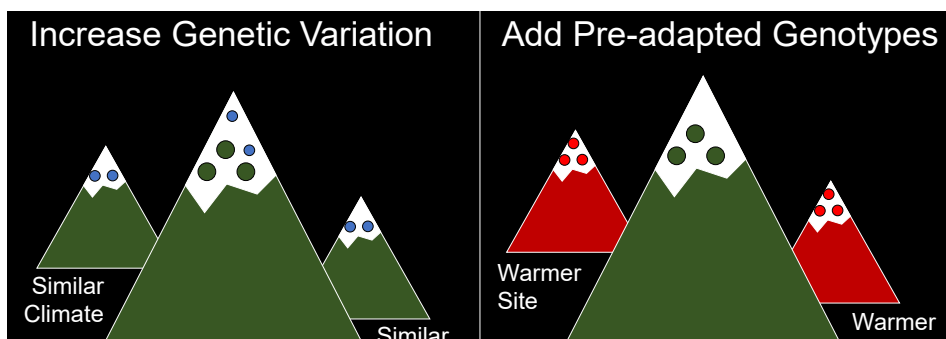 Increase Genetic Variation
Add Pre-adapted Genotypes
Similar
Climate
Similar
Warmer
Site
Warmer